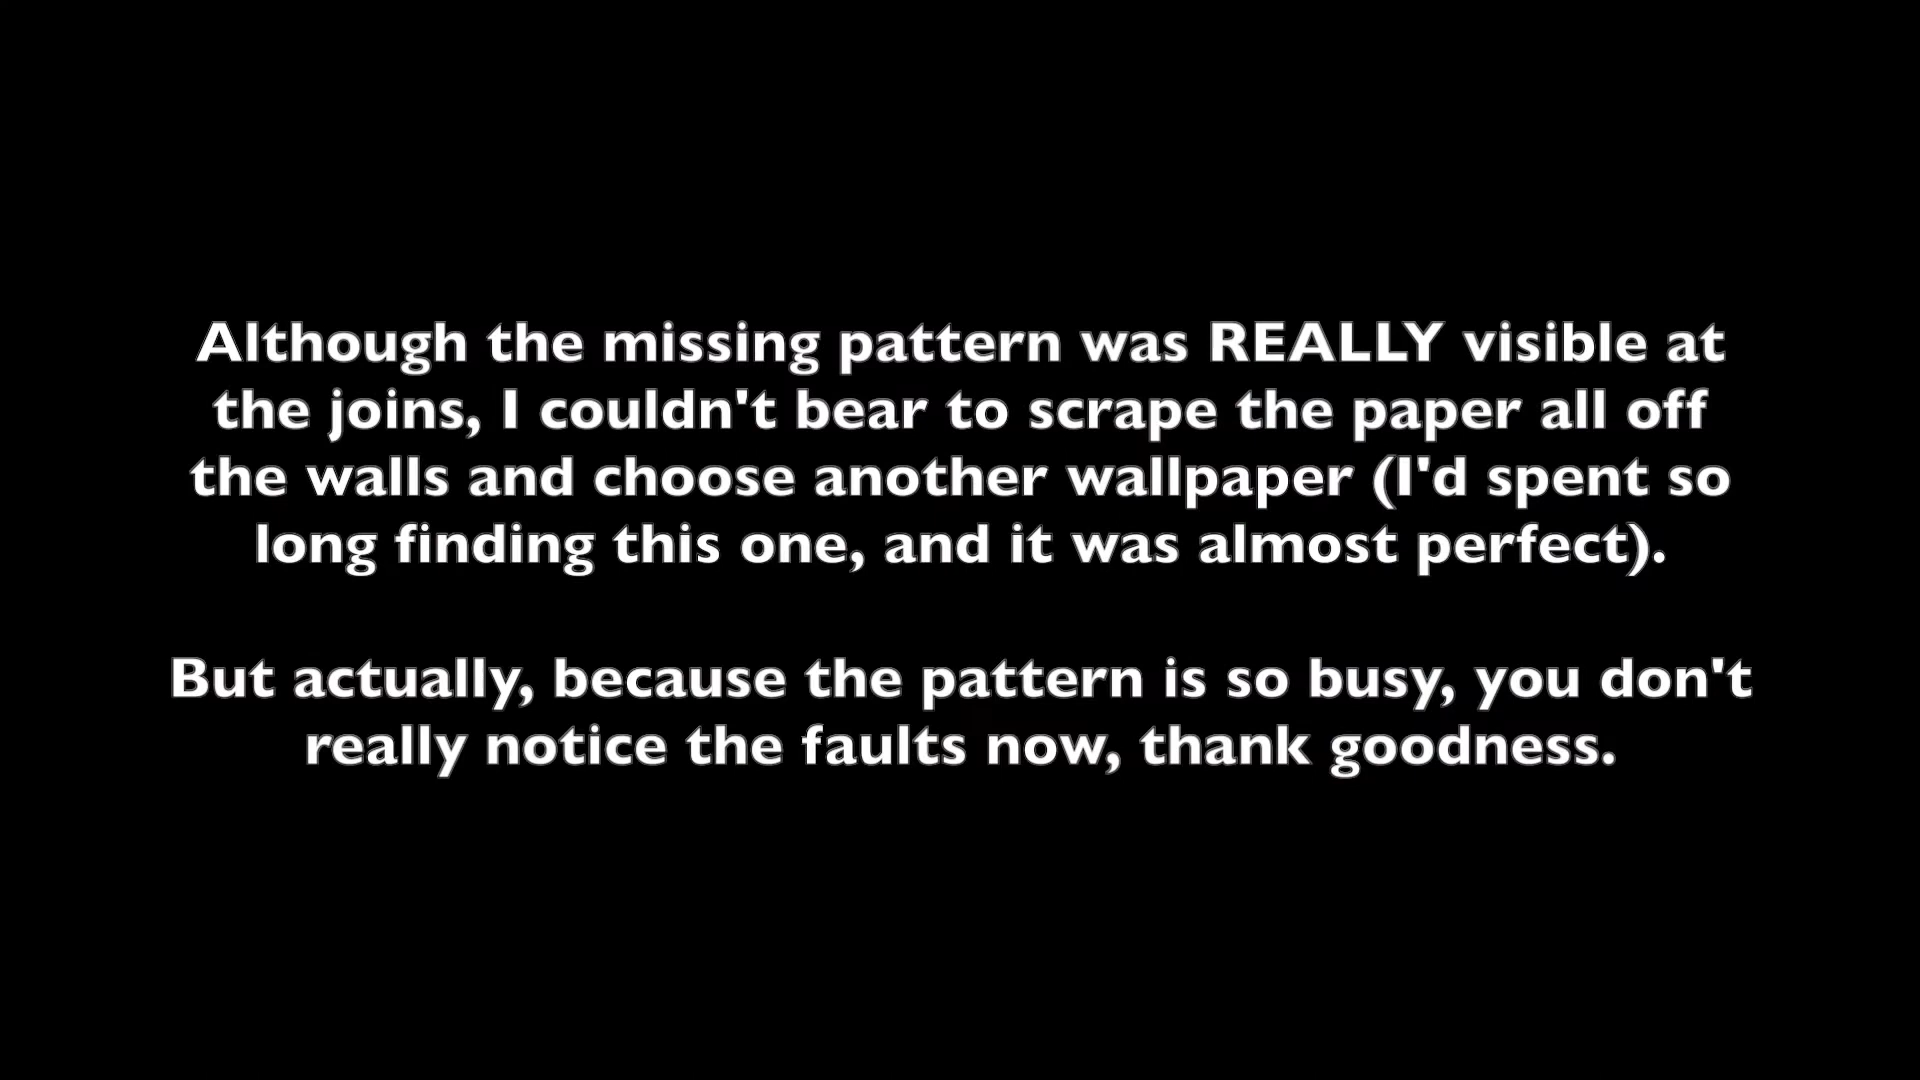 Although the missing pattern was REALLY visible at
the joins, I couldn't bear to scrape the paper all off
the walls and choose another wallpaper (I'd spent so
long finding this one, and it was almost perfect).
But actually, because the pattern is so busy, you don't
really notice the faults now, thank goodness.